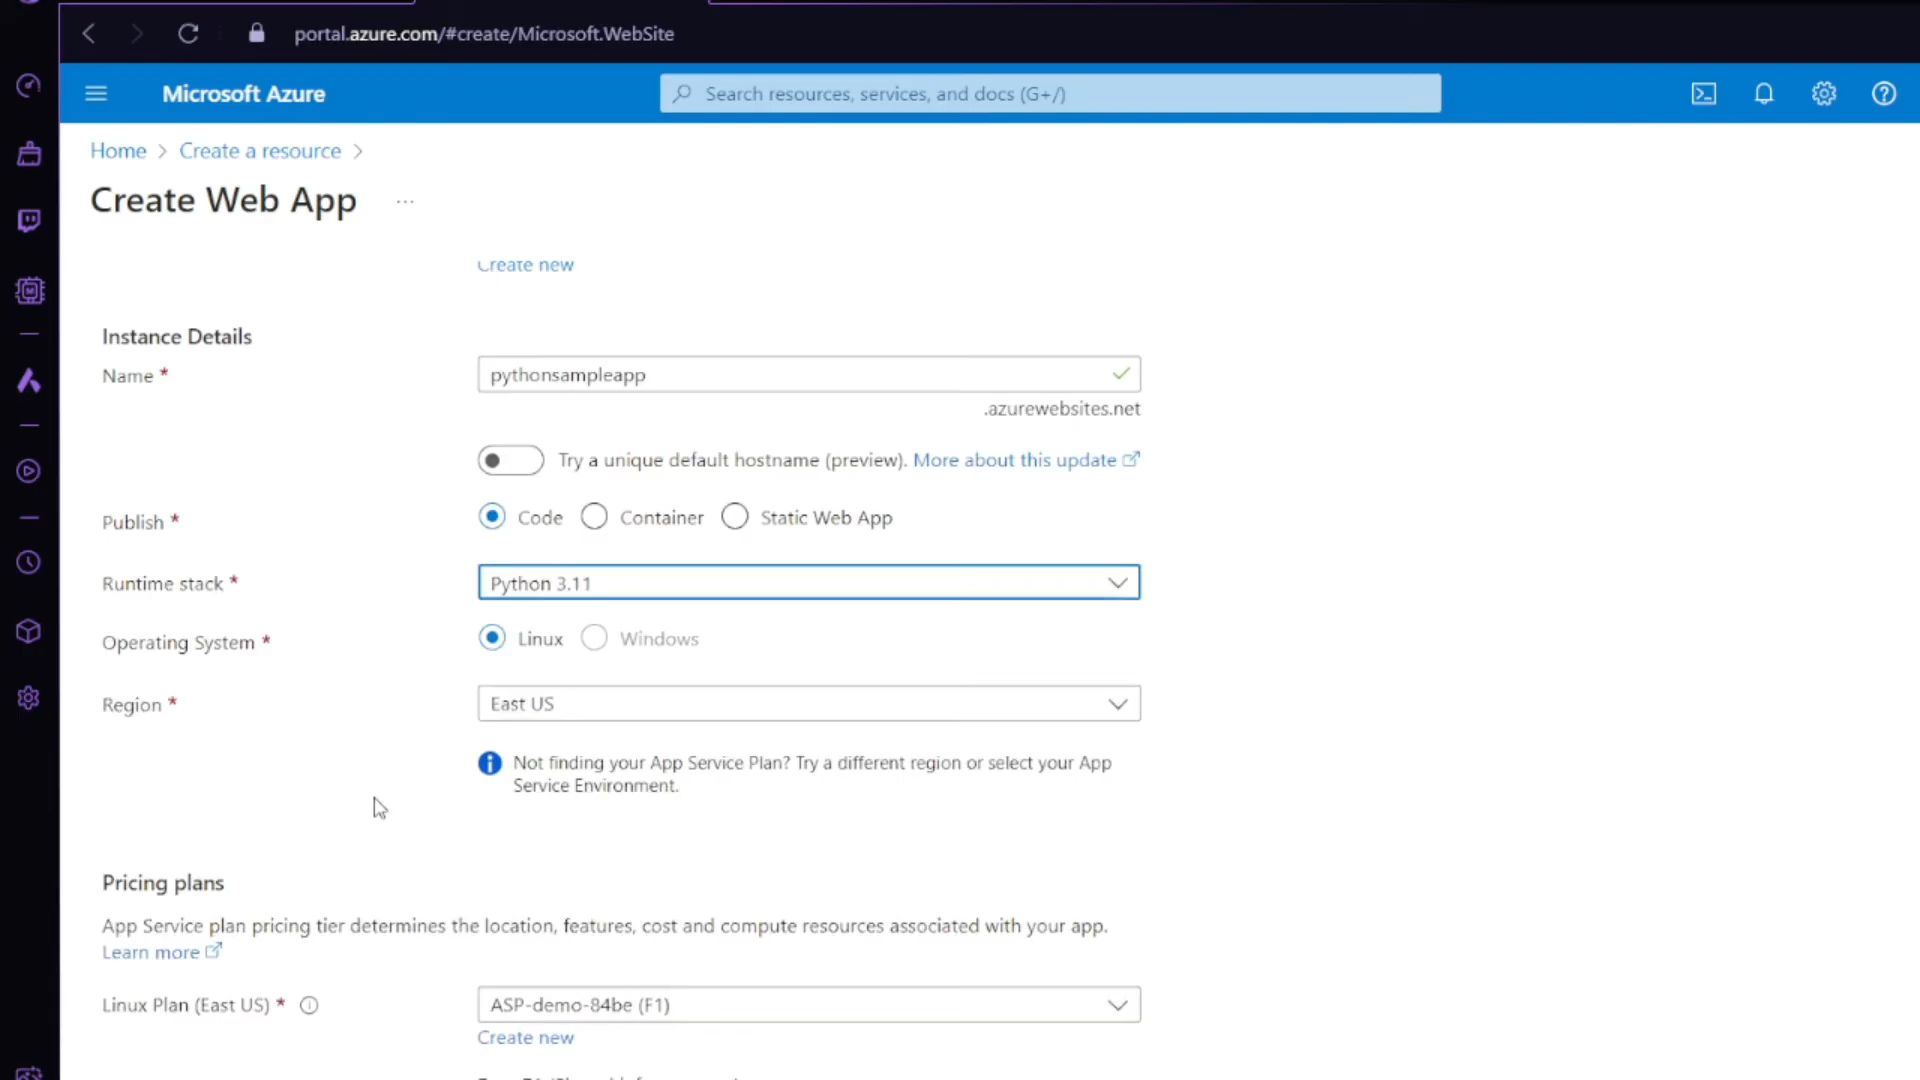 portal.azure.com/#create/Microsoft.WebSite
Microsoft Azure
Search resources, services, and docs (G+/)
Home > Create a resource >
Create Web App ...
Create new
Instance Details
Name *
pythonsampleapp
.azurewebsites.net
Try a unique default hostname (preview). More about this update
Publish *
Code Container Static Web App
Runtime stack *
Python 3.11
Operating System *
Linux Windows
Region *
East US
Not finding your App Service Plan? Try a different region or select your App
Service Environment.
Pricing plans
App Service plan pricing tier determines the location, features, cost and compute resources associated with your app.
Learn more
Linux Plan (East US) *
ASP-demo-84be (F1)
Create new